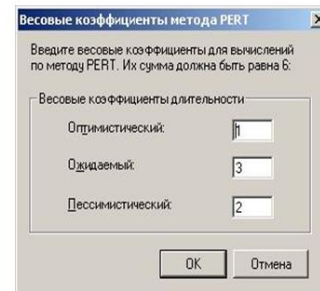 Весовые коэффициенты метода PERT
Введите весовые коэффициенты для вычислений
по методу PERT. Их сумма должна быть равна 6:
Весовые коэффициенты длительности
Оптимистический: 1
Ожидаемый: 3
Пессимистический: 2
OK Отмена